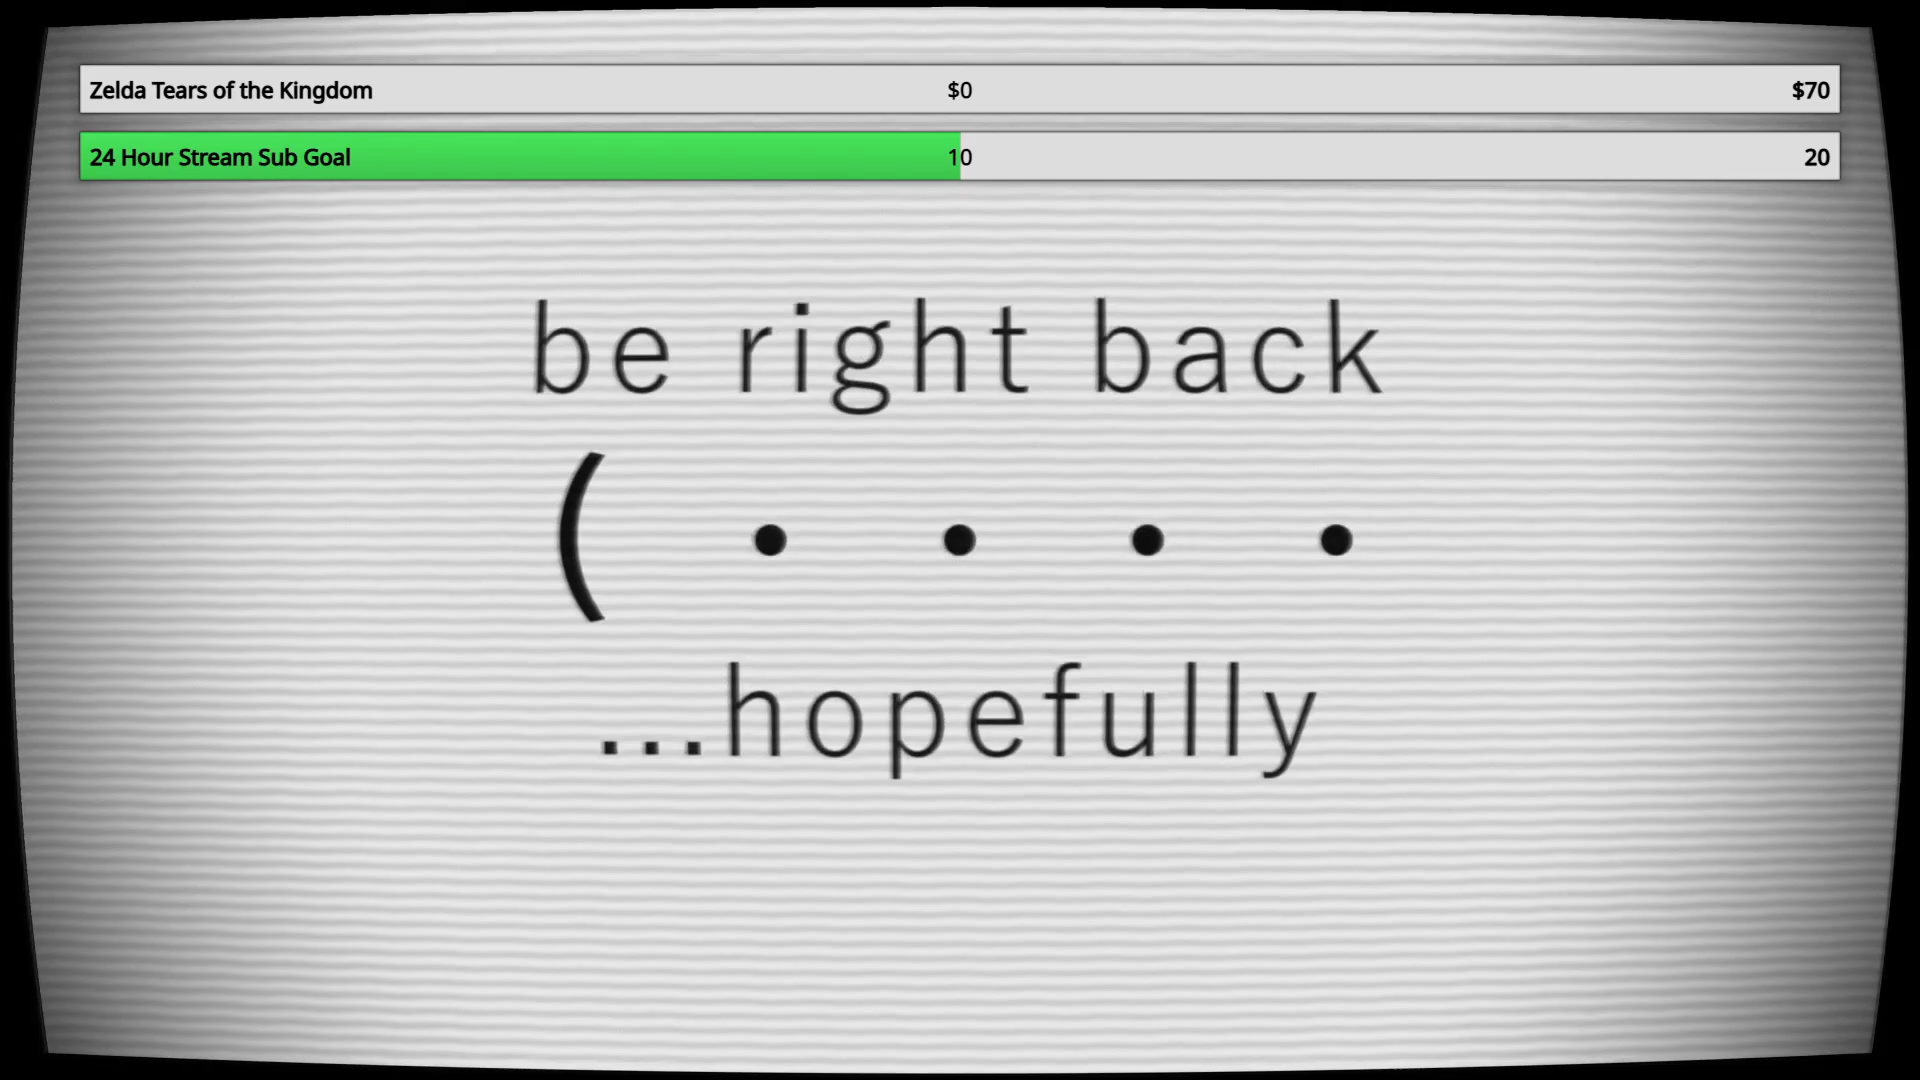 Zelda Tears of the Kingdom $0 $70
24 Hour Stream Sub Goal 10 20
be right back
( • • • •
...hopefully